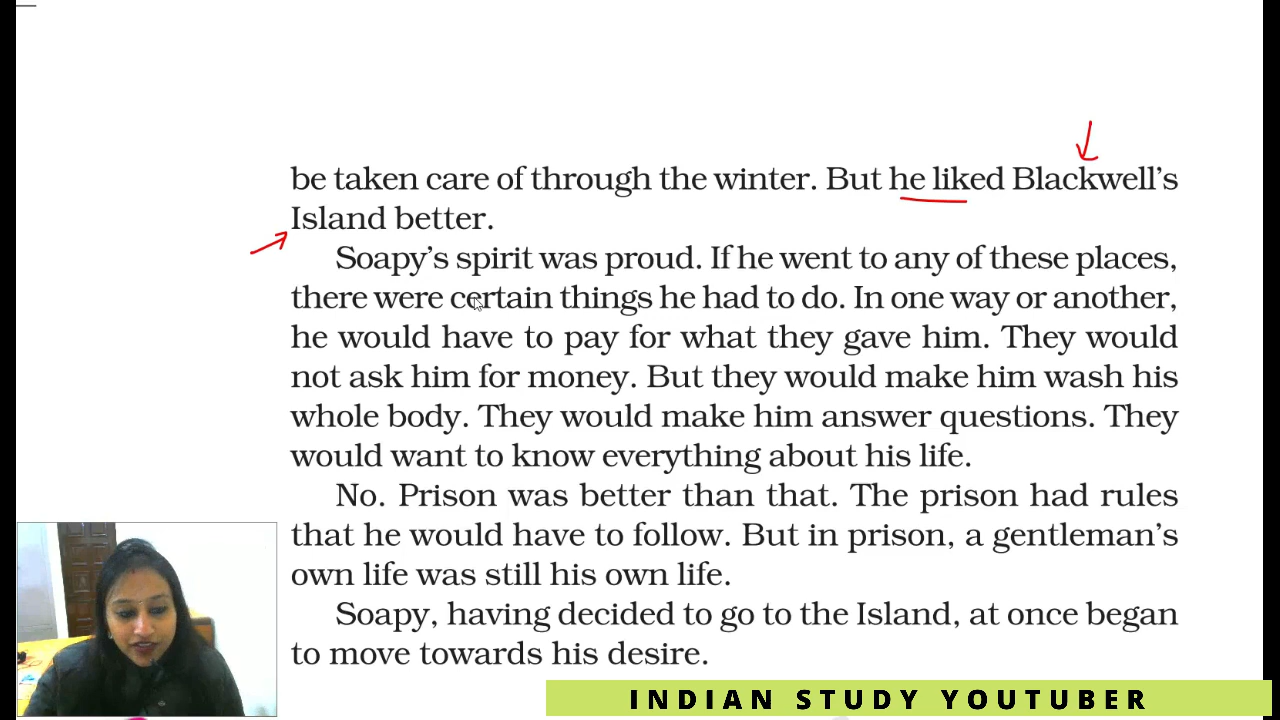 be taken care of through the winter. But he liked Blackwell's
Island better.
Soapy's spirit was proud. If he went to any of these places,
there were certain things he had to do. In one way or another,
he would have to pay for what they gave him. They would
not ask him for money. But they would make him wash his
whole body. They would make him answer questions. They
would want to know everything about his life.
No. Prison was better than that. The prison had rules
that he would have to follow. But in prison, a gentleman's
own life was still his own life.
Soapy, having decided to go to the Island, at once began
to move towards his desire.
INDIAN STUDY YOUTUBER